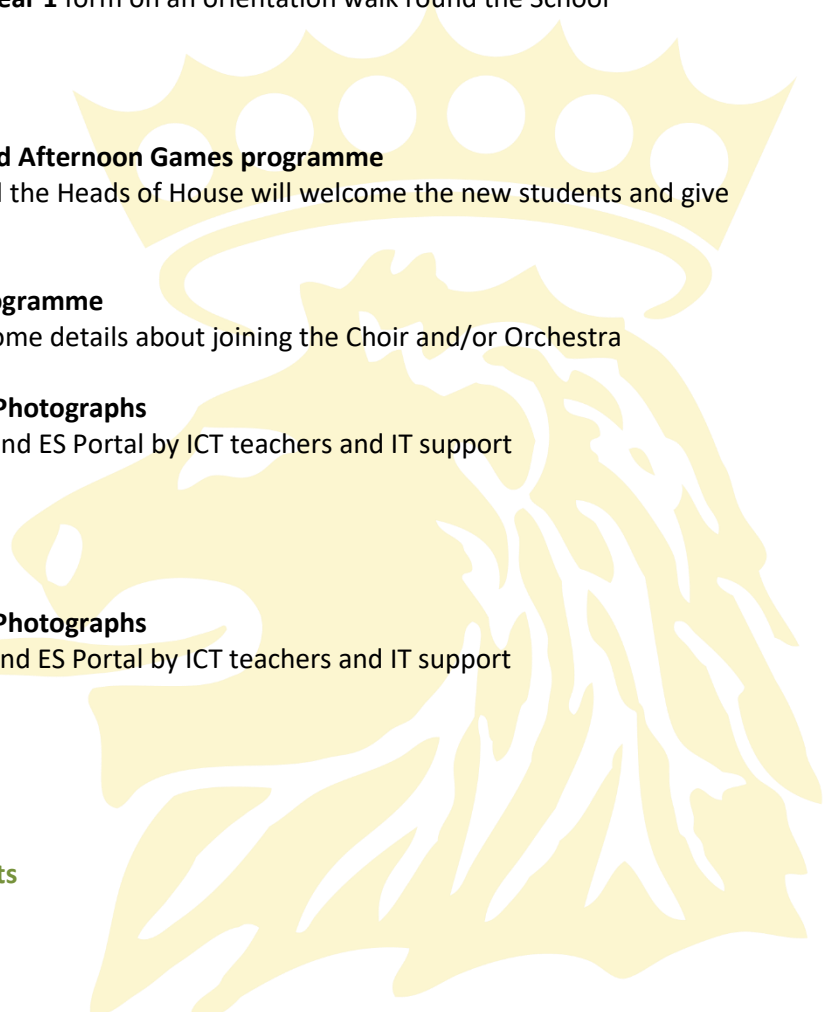 ear 1 form on an orientation walk round the School
d Afternoon Games programme
l the Heads of House will welcome the new students and give
ogramme
ome details about joining the Choir and/or Orchestra
Photographs
nd ES Portal by ICT teachers and IT support
Photographs
nd ES Portal by ICT teachers and IT support
ts